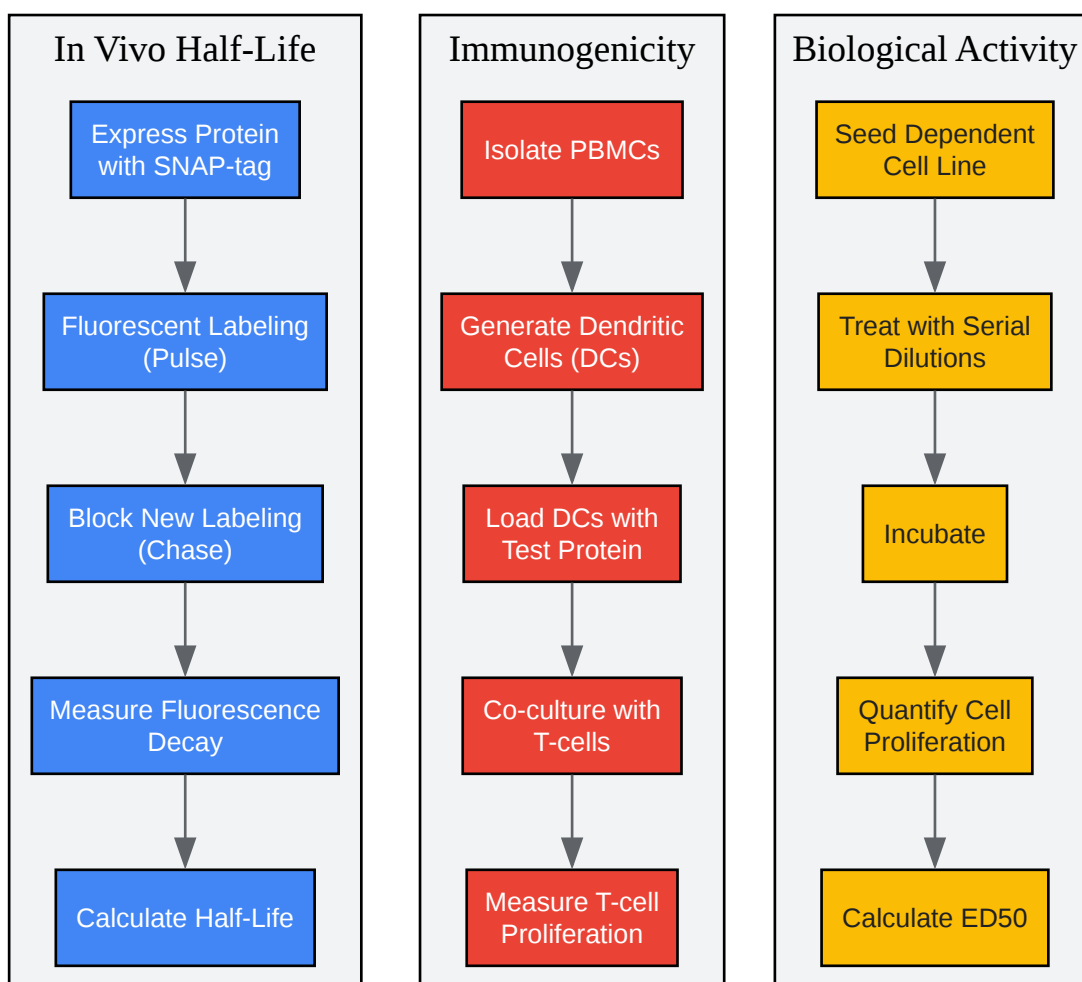 In Vivo Half-Life
Express Protein
with SNAP-tag
Fluorescent Labeling
(Pulse)
Block New Labeling
(Chase)
Measure Fluorescence
Decay
Calculate Half-Life
Immunogenicity
Isolate PBMCs
Generate Dendritic
Cells (DCs)
Load DCs with
Test Protein
Co-culture with
T-cells
Measure T-cell
Proliferation
Biological Activity
Seed Dependent
Cell Line
Treat with Serial
Dilutions
Incubate
Quantify Cell
Proliferation
Calculate ED50